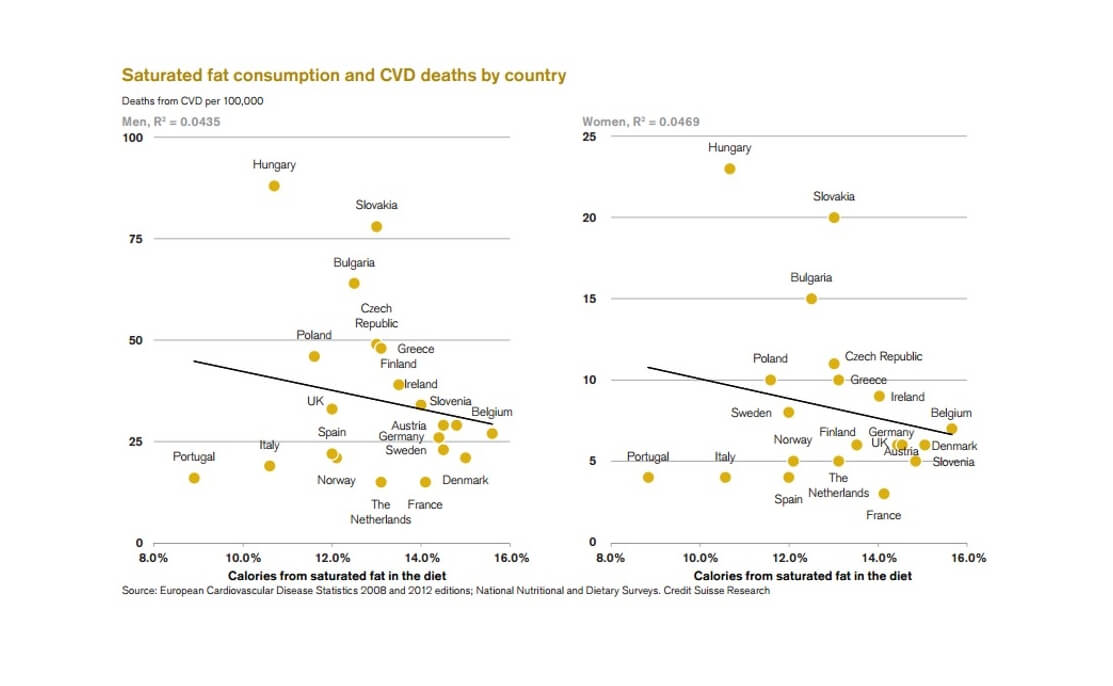 Saturated fat consumption and CVD deaths by country
Deaths from CVD per 100,000
Men, R² = 0.0435
100
Hungary
Slovakia
75
Bulgaria
Czech
Republic
50
Poland
Greece
Finland
Ireland
UK
Slovenia
Belgium
Austria
Germany
25
Spain
Sweden
Italy
Portugal
Norway
Denmark
The
Netherlands
France
0
8.0%
10.0%
12.0%
14.0%
16.0%
Calories from saturated fat in the diet
Women, R² = 0.0469
25
Hungary
20
Slovakia
Bulgaria
15
Poland
Czech Republic
10
Greece
Ireland
Sweden
Belgium
Norway
Finland
Germany
UK
Austria
Denmark
Slovenia
5
Portugal
Italy
Spain
The
Netherlands
France
0
8.0%
10.0%
12.0%
14.0%
16.0%
Calories from saturated fat in the diet
Source: European Cardiovascular Disease Statistics 2008 and 2012 editions; National Nutritional and Dietary Surveys. Credit Suisse Research